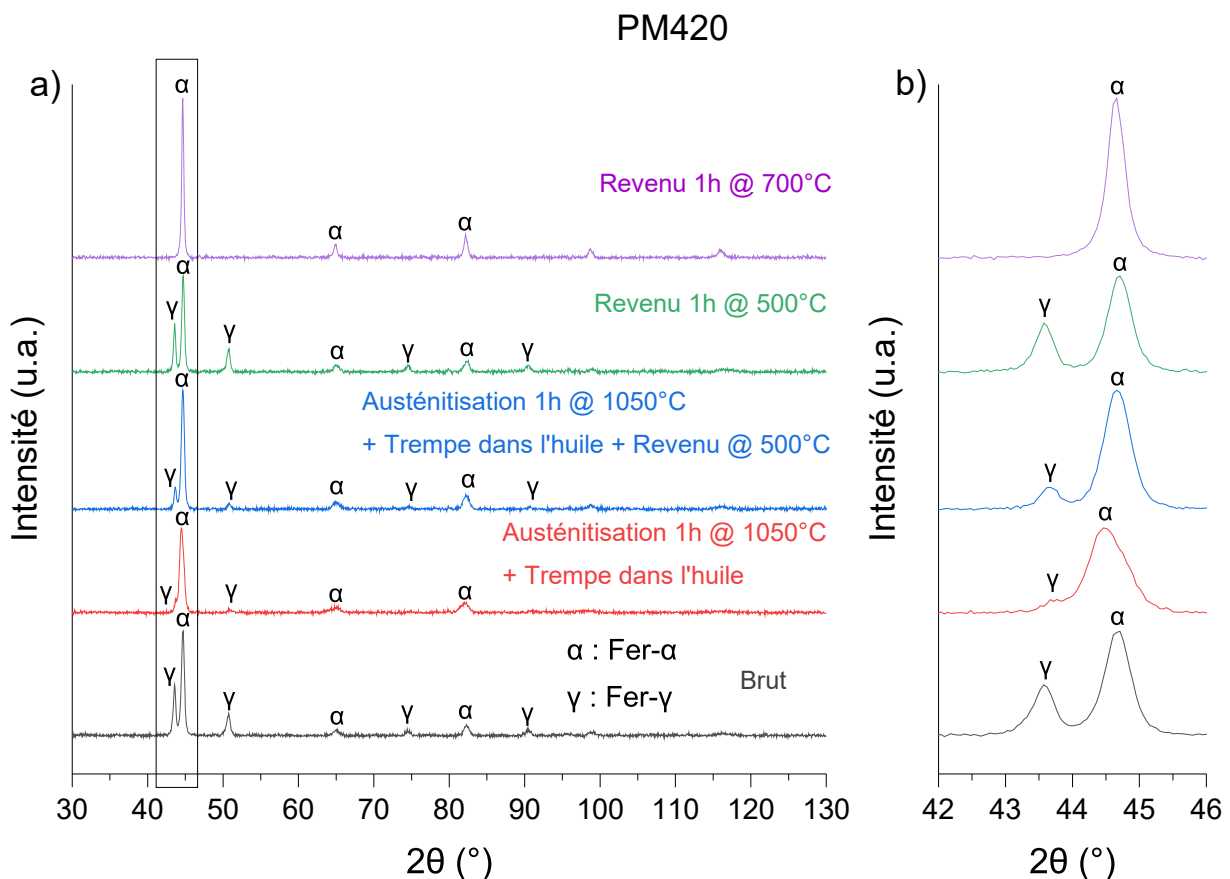 PM420
a)
α
Revenu 1h @ 700°C
α
α
α
γ
Revenu 1h @ 500°C
γ
α
γ
α
γ
α
Austénitisation 1h @ 1050°C
+ Trempe dans l'huile + Revenu @ 500°C
γ
γ
α
γ
α
γ
α
Austénitisation 1h @ 1050°C
+ Trempe dans l'huile
γ
γ
α
α
α
γ
γ
α
γ
α
γ
α : Fer-α
γ : Fer-γ
Brut
Intensité (u.a.)
30 40 50 60 70 80 90 100 110 120 130
2θ (°)
b)
α
α
γ
α
γ
α
γ
α
γ
Intensité (u.a.)
42 43 44 45 46
2θ (°)